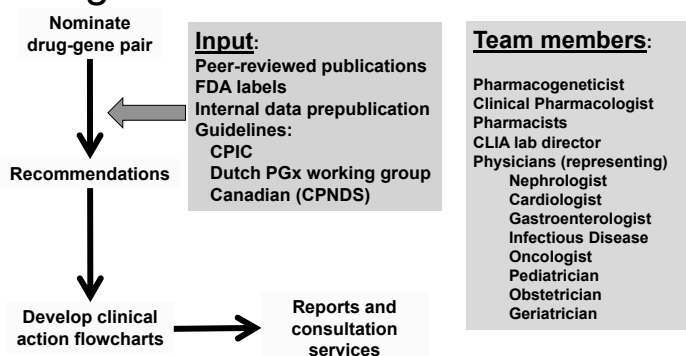 Nominate
drug-gene pair
Input:
Peer-reviewed publications
FDA labels
Internal data prepublication
Guidelines:
CPIC
Dutch PGx working group
Canadian (CPNDS)
Recommendations
Develop clinical
action flowcharts
Reports and
consultation
services
Team members:
Pharmacogeneticist
Clinical Pharmacologist
Pharmacists
CLIA lab director
Physicians (representing)
Nephrologist
Cardiologist
Gastroenterologist
Infectious Disease
Oncologist
Pediatrician
Obstetrician
Geriatrician